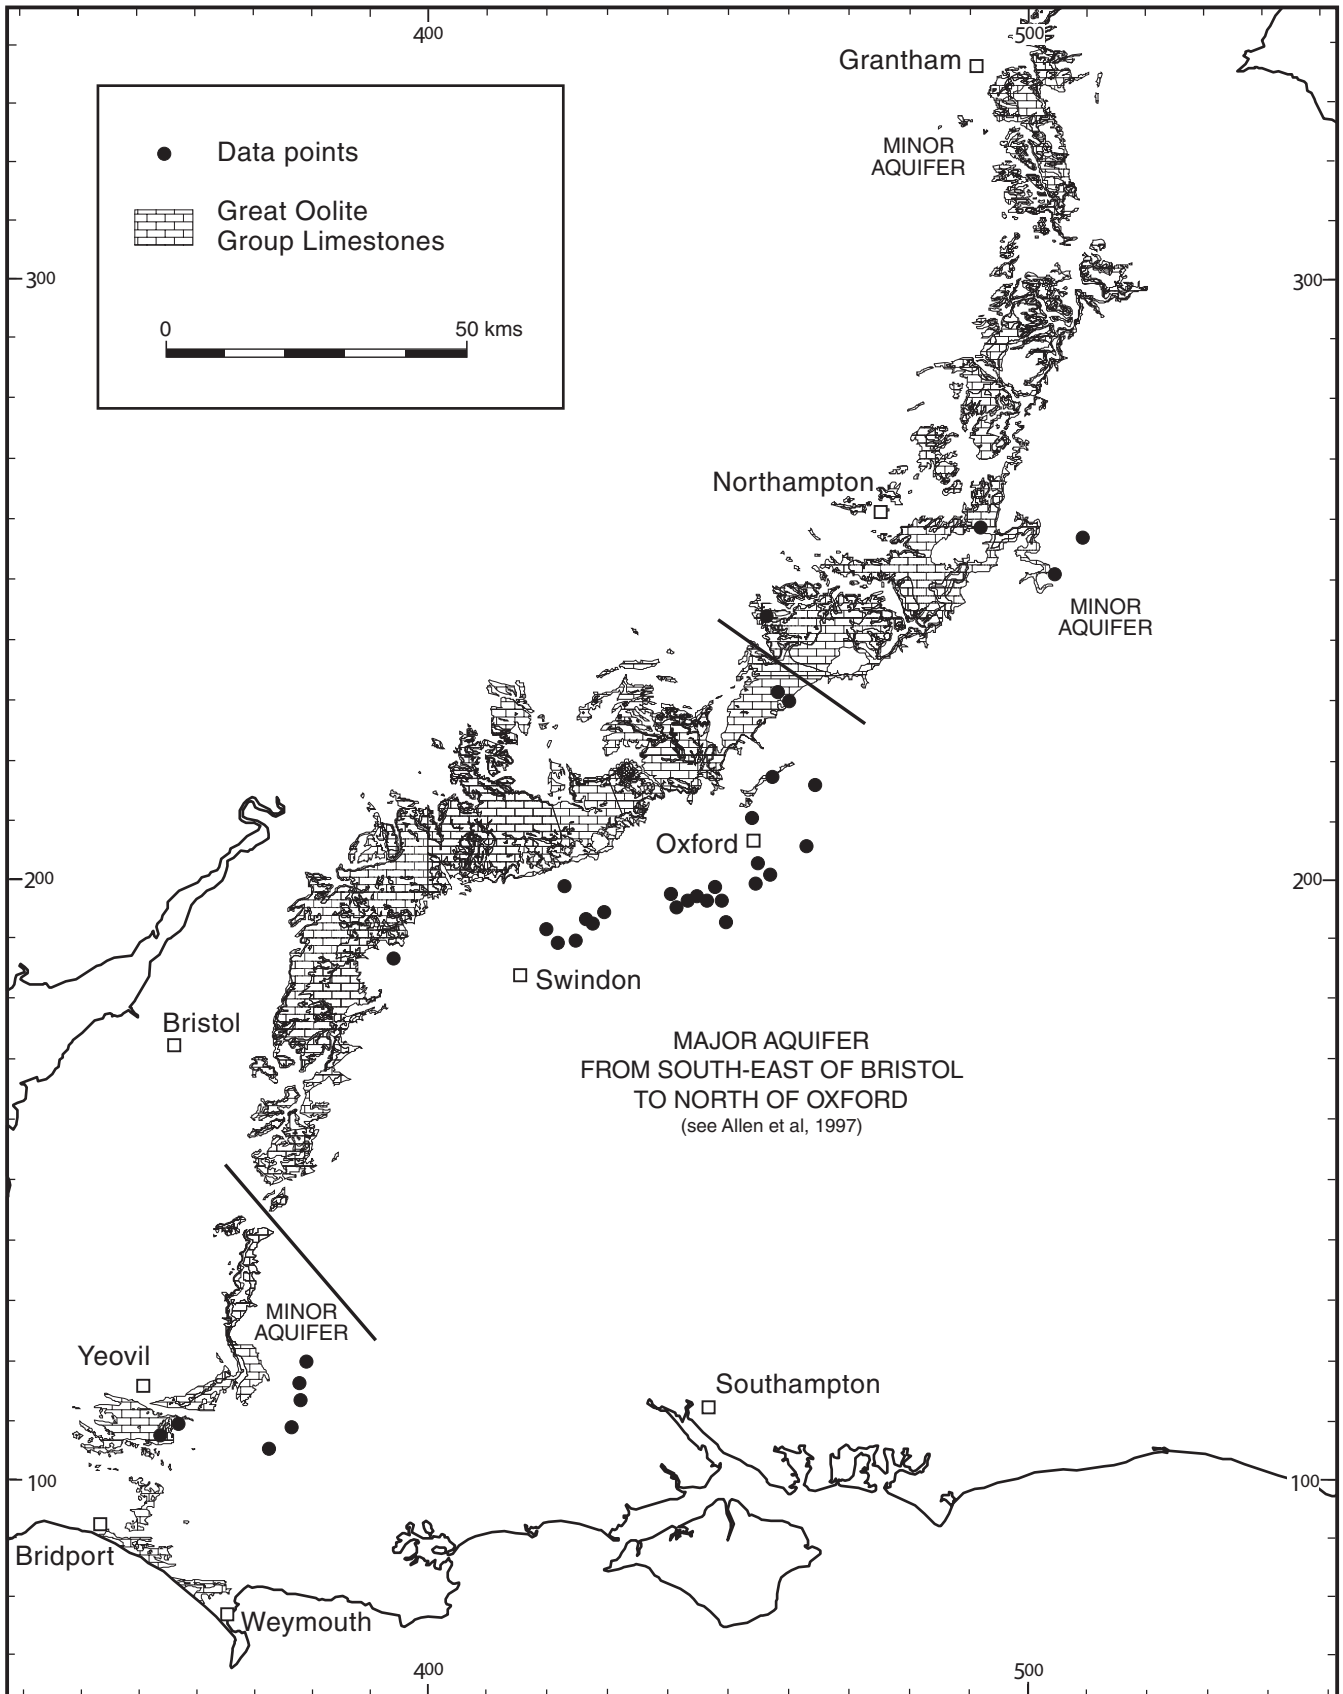 400
500
Grantham
MINOR
AQUIFER
Data points
Great Oolite
Group Limestones
300
300
0
50 kms
Northampton
MINOR
AQUIFER
Oxford
200
200
Swindon
Bristol
MAJOR AQUIFER
FROM SOUTH-EAST OF BRISTOL
TO NORTH OF OXFORD
(see Allen et al, 1997)
MINOR
AQUIFER
Yeovil
Southampton
100
100
Bridport
Weymouth
400
500